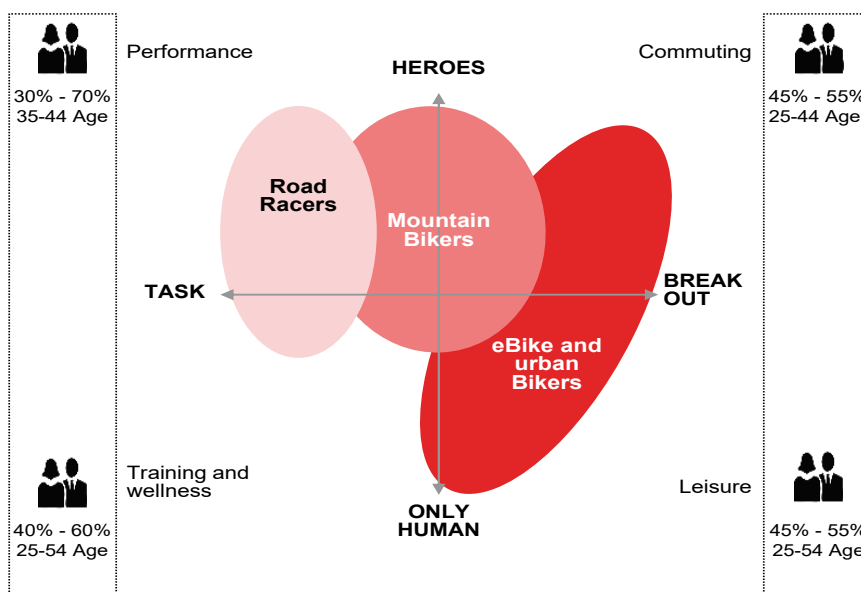 Performance
Commuting
HEROES
30% - 70%
35-44 Age
45% - 55%
25-44 Age
Road
Racers
Mountain
Bikers
TASK
BREAK
OUT
eBike and
urban
Bikers
Training and
wellness
Leisure
ONLY
HUMAN
40% - 60%
25-54 Age
45% - 55%
25-54 Age